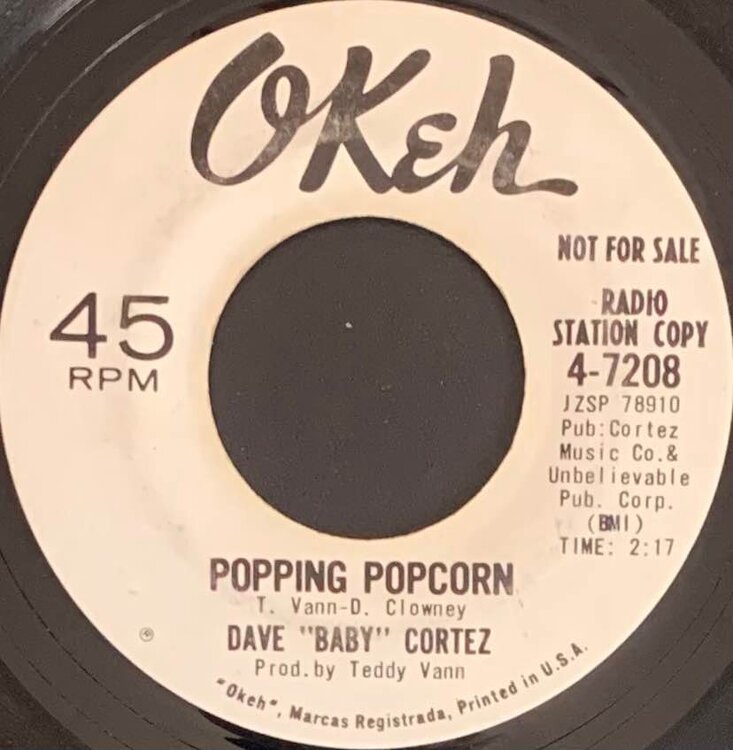 OKeh
NOT FOR SALE
45
RPM
RADIO
STATION COPY
4-7208
JZSP 78910
Pub:Cortez
Music Co.&
Unbelievable
Pub. Corp.
(BMI)
TIME: 2:17
POPPING POPCORN
T. Vann-D. Clowney
DAVE "BABY" CORTEZ
Prod.by Teddy Vann
"Okeh", Marcas Registrada, Printed in U.S.A.